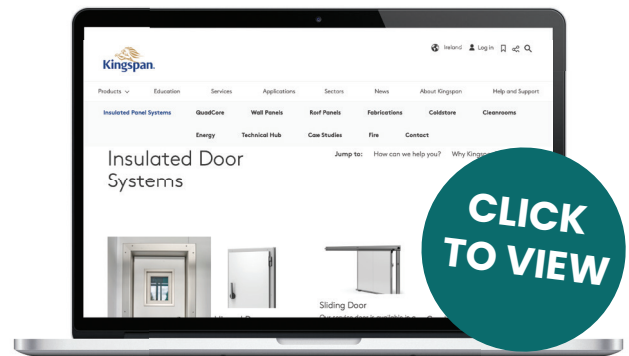 Kingspan.
Ireland Log in
Products Education Services Applications Sectors News About Kingspan Help and Support
Insulated Panel Systems QuadCore Wall Panels Roof Panels Fabrications Coldstore Cleanrooms
Energy Technical Hub Case Studies Fire Contact
Insulated Door
Systems
Jump to: How can we help you? Why
CLICK
TO VIEW
Sliding Door